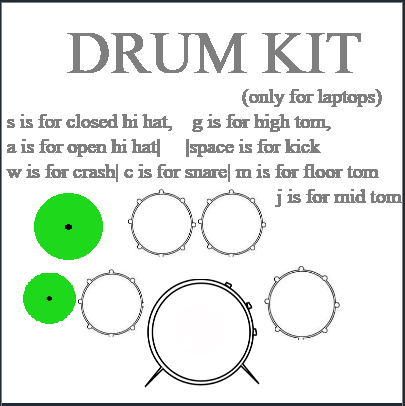 DRUM KIT
(only for laptops)
s is for closed hi hat, g is for high tom,
a is for open hi hat| |space is for kick
w is for crash| c is for snare| m is for floor tom
j is for mid tom